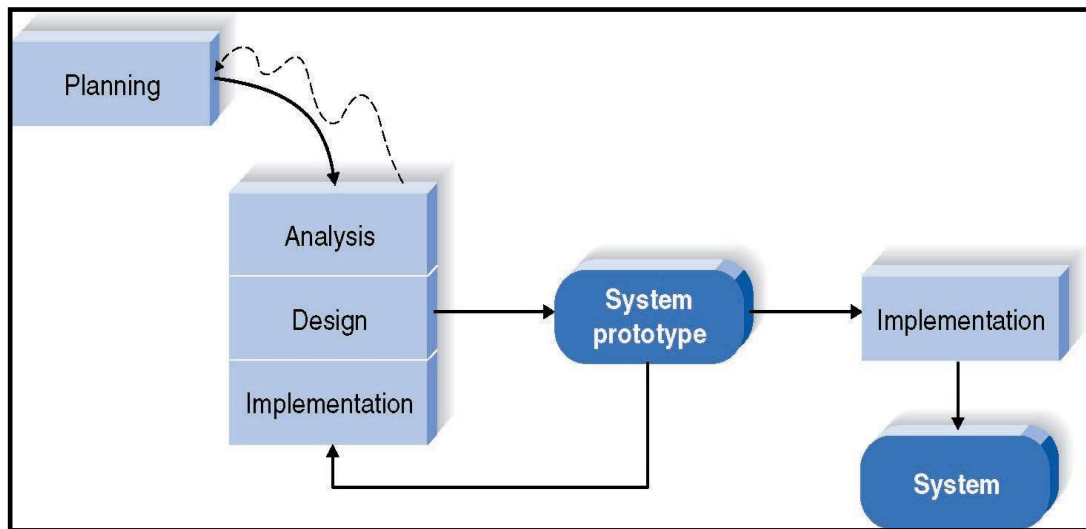 Planning
Analysis
Design
Implementation
System
prototype
Implementation
System